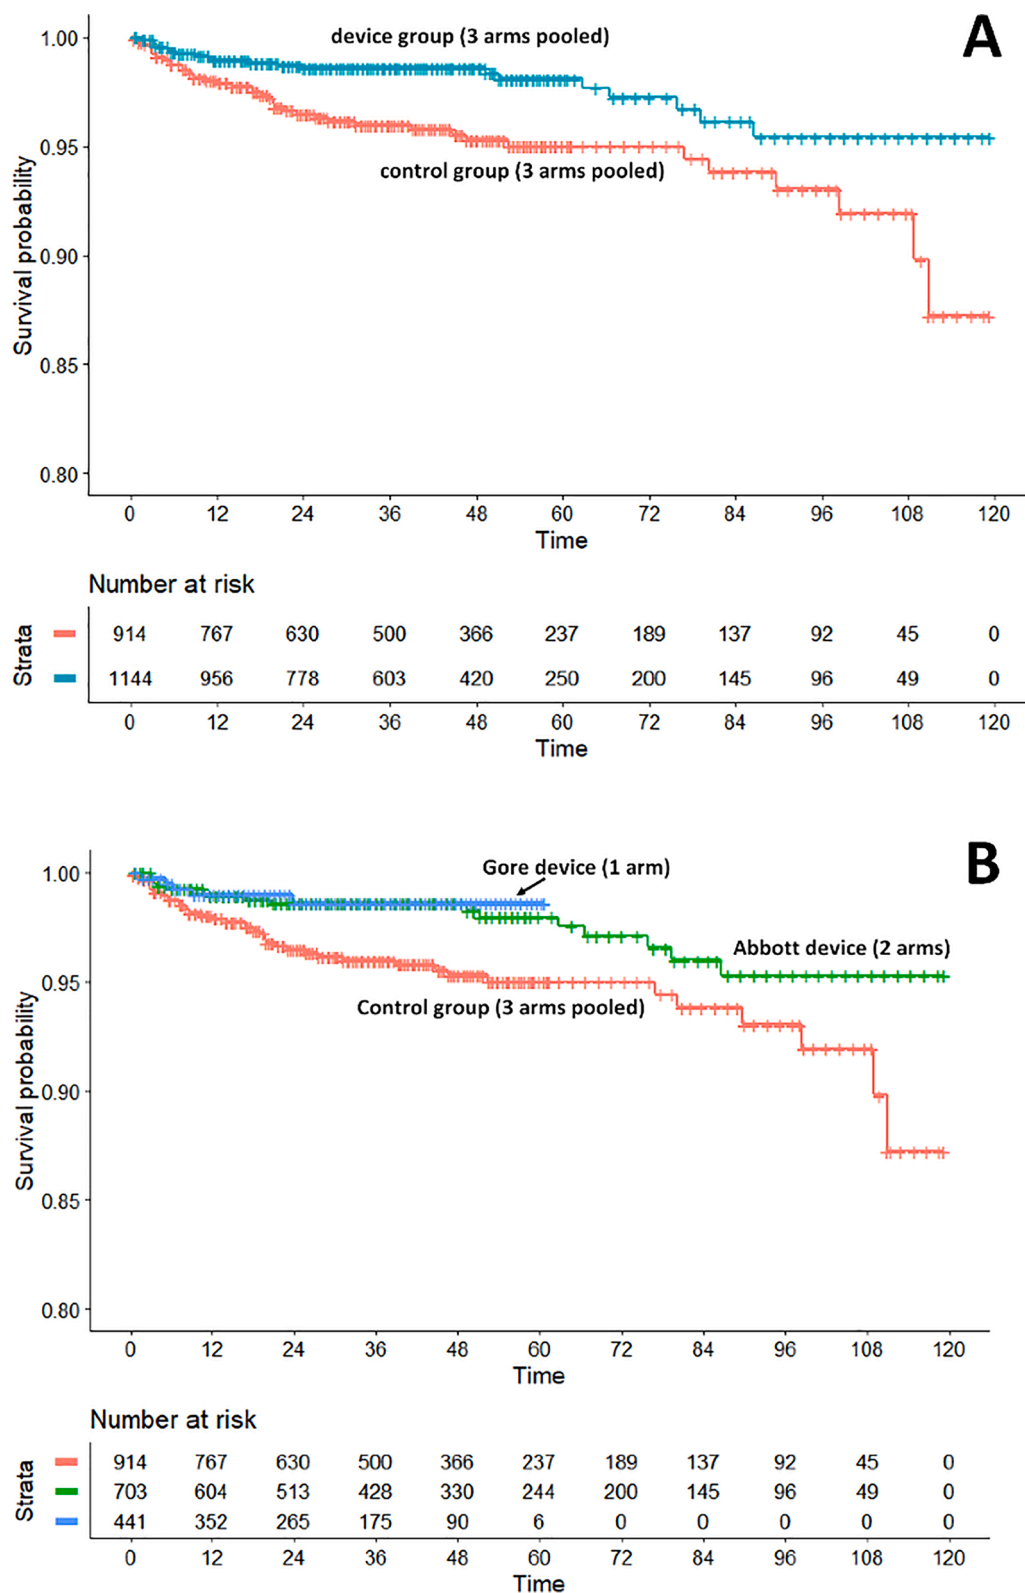 A
device group (3 arms pooled)
control group (3 arms pooled)
Survival probability
1.00
0.95
0.90
0.85
0.80
0 12 24 36 48 60 72 84 96 108 120
Time
Number at risk
Strata
914 767 630 500 366 237 189 137 92 45 0
1144 956 778 603 420 250 200 145 96 49 0
0 12 24 36 48 60 72 84 96 108 120
Time
B
Gore device (1 arm)
Abbott device (2 arms)
Control group (3 arms pooled)
Survival probability
1.00
0.95
0.90
0.85
0.80
0 12 24 36 48 60 72 84 96 108 120
Time
Number at risk
Strata
914 767 630 500 366 237 189 137 92 45 0
703 604 513 428 330 244 200 145 96 49 0
441 352 265 175 90 6 0 0 0 0 0
0 12 24 36 48 60 72 84 96 108 120
Time